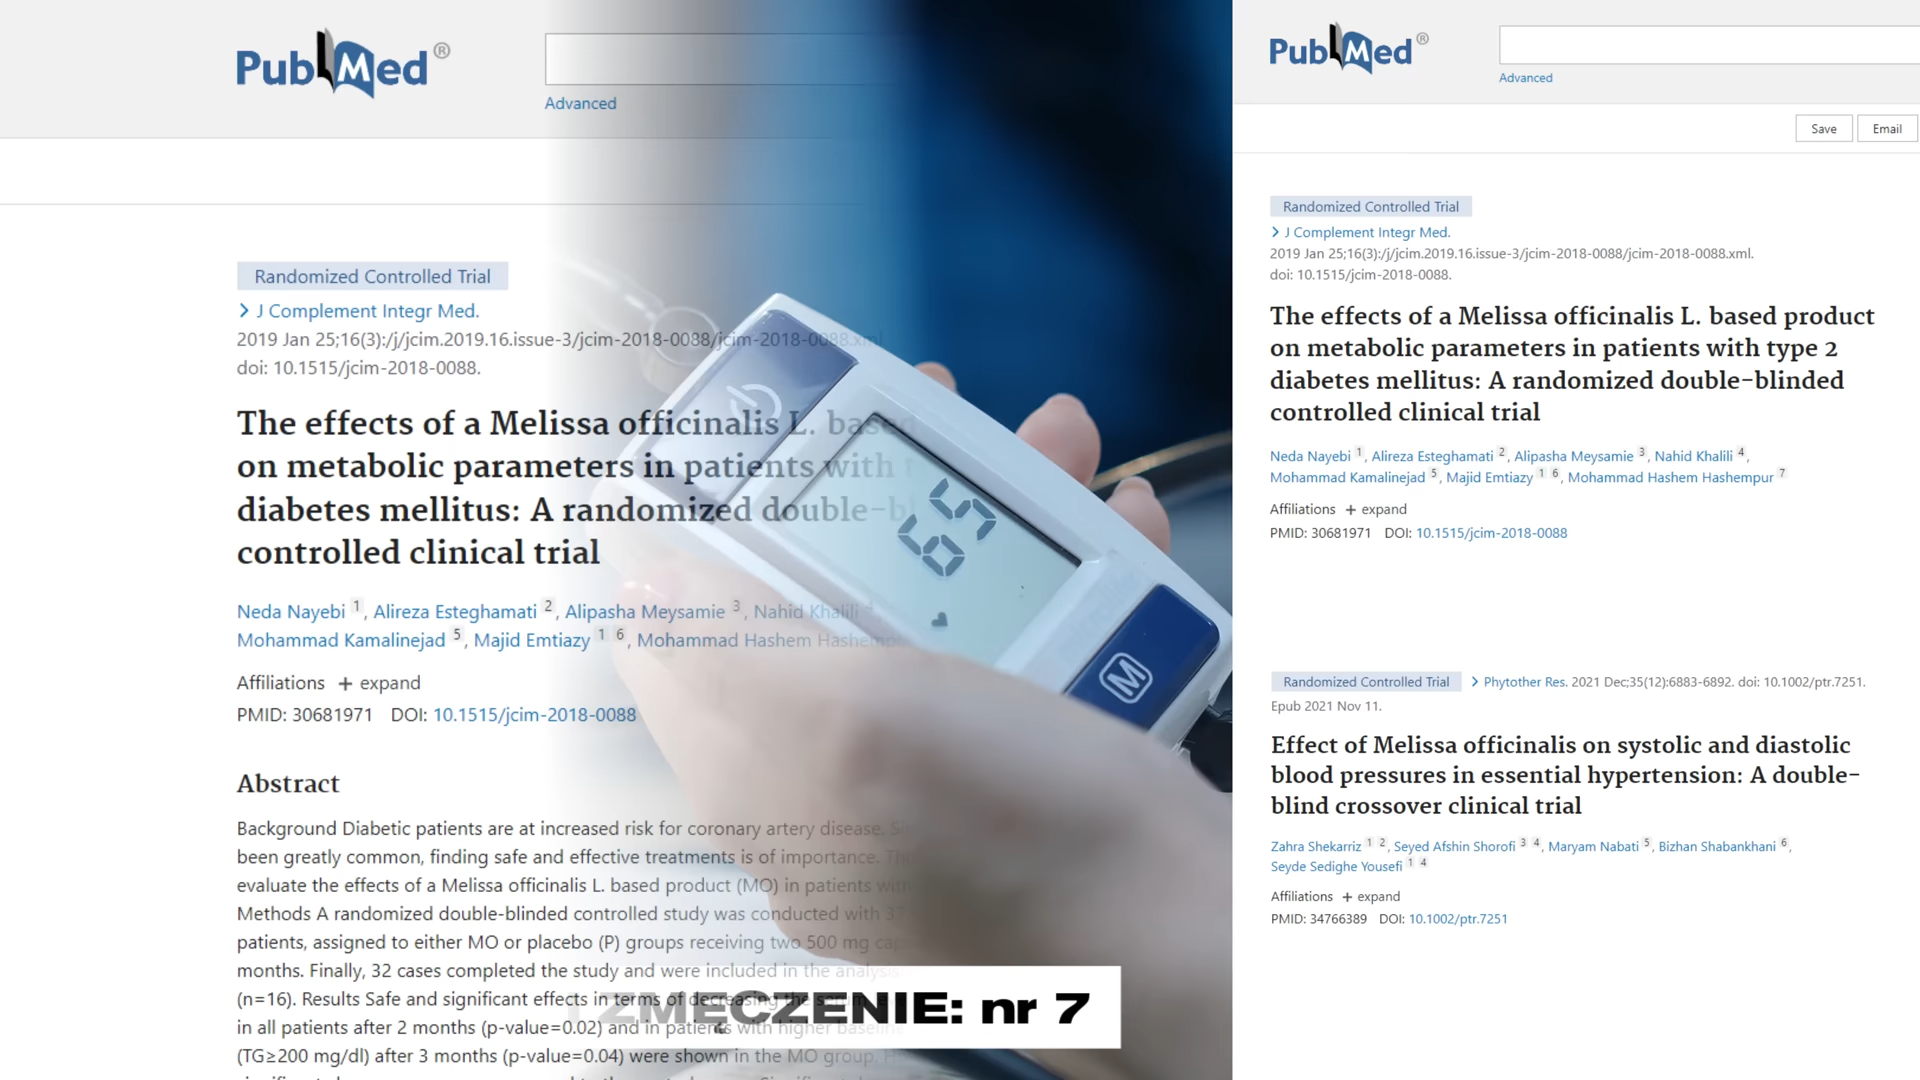 PubMed®
Advanced
Randomized Controlled Trial
J Complement Integr Med.
2019 Jan 25;16(3):/j/jcim.2019.16.issue-3/jcim-2018-0088/jcim-2018-0088.xml
doi: 10.1515/jcim-2018-0088.
The effects of a Melissa officinalis L. based
on metabolic parameters in patients with
diabetes mellitus: A randomized double-bl
controlled clinical trial
Neda Nayebi 1, Alireza Esteghamati 2, Alipasha Meysamie 3, Nahid Khalili 4
Mohammad Kamalinejad 5, Majid Emtiazy 1 6, Mohammad Hashem Hashempu
Affiliations + expand
PMID: 30681971 DOI: 10.1515/jcim-2018-0088
Abstract
Background Diabetic patients are at increased risk for coronary artery disease.
been greatly common, finding safe and effective treatments is of importance.
evaluate the effects of a Melissa officinalis L. based product (MO) in patients with
Methods A randomized double-blinded controlled study was conducted with 37
patients, assigned to either MO or placebo (P) groups receiving two 500 mg cap
months. Finally, 32 cases completed the study and were included in the analysis
(n=16). Results Safe and significant effects in terms of decreasing the
in all patients after 2 months (p-value=0.02) and in patients with higher baseline
(TG≥200 mg/dl) after 3 months (p-value=0.04) were shown in the MO group.
65
M
ZMĘCZENIE: nr 7
PubMed®
Advanced
Save Email
Randomized Controlled Trial
J Complement Integr Med.
2019 Jan 25;16(3):/j/jcim.2019.16.issue-3/jcim-2018-0088/jcim-2018-0088.xml.
doi: 10.1515/jcim-2018-0088.
The effects of a Melissa officinalis L. based product
on metabolic parameters in patients with type 2
diabetes mellitus: A randomized double-blinded
controlled clinical trial
Neda Nayebi 1, Alireza Esteghamati 2, Alipasha Meysamie 3, Nahid Khalili 4,
Mohammad Kamalinejad 5, Majid Emtiazy 1 6, Mohammad Hashem Hashempur 7
Affiliations + expand
PMID: 30681971 DOI: 10.1515/jcim-2018-0088
Randomized Controlled Trial Phytother Res. 2021 Dec;35(12):6883-6892. doi: 10.1002/ptr.7251.
Epub 2021 Nov 11.
Effect of Melissa officinalis on systolic and diastolic
blood pressures in essential hypertension: A double-
blind crossover clinical trial
Zahra Shekarriz 1 2, Seyed Afshin Shorofi 3 4, Maryam Nabati 5, Bizhan Shabankhani 6,
Seyde Sedighe Yousefi 1 4
Affiliations + expand
PMID: 34766389 DOI: 10.1002/ptr.7251